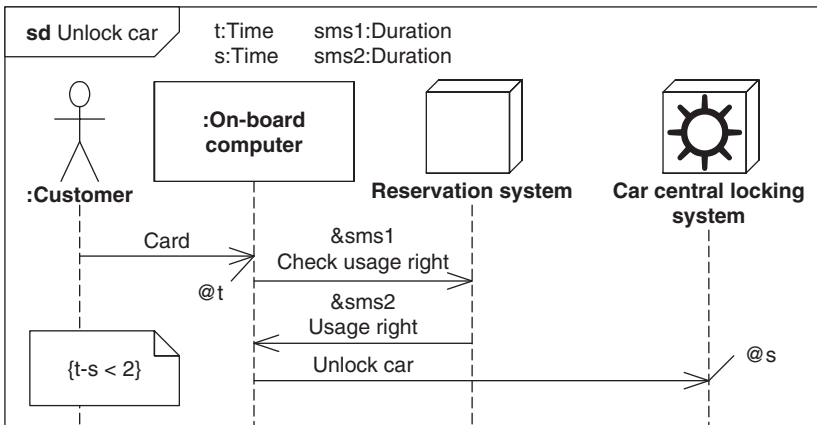 sd Unlock car
t:Time sms1:Duration
s:Time sms2:Duration
:On-board
computer
:Customer
Reservation system
Car central locking
system
Card
&sms1
Check usage right
@t
&sms2
Usage right
{t-s < 2}
Unlock car
@s